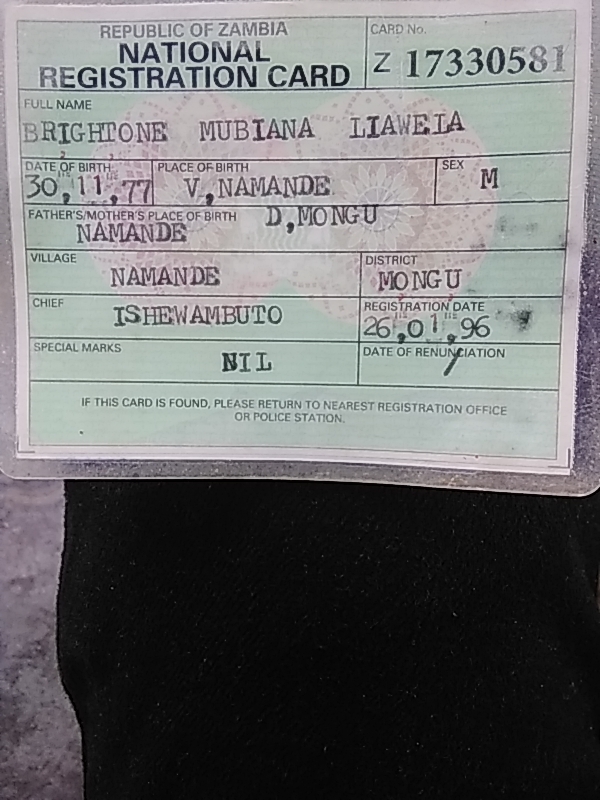 REPUBLIC OF ZAMBIA
NATIONAL
REGISTRATION CARD
CARD No.
Z 17330581
FULL NAME
BRIGHTONE MUBIANA LIAWELA
DATE OF BIRTH
30,11,77
PLACE OF BIRTH
V,NAMANDE
SEX
M
FATHER'S/MOTHER'S PLACE OF BIRTH D,MONGU
NAMANDE
VILLAGE
NAMANDE
DISTRICT
MONGU
CHIEF
ISHEWAMBUTO
REGISTRATION DATE
26,01,96
SPECIAL MARKS
NIL
DATE OF RENUNCIATION
IF THIS CARD IS FOUND, PLEASE RETURN TO NEAREST REGISTRATION OFFICE
OR POLICE STATION.